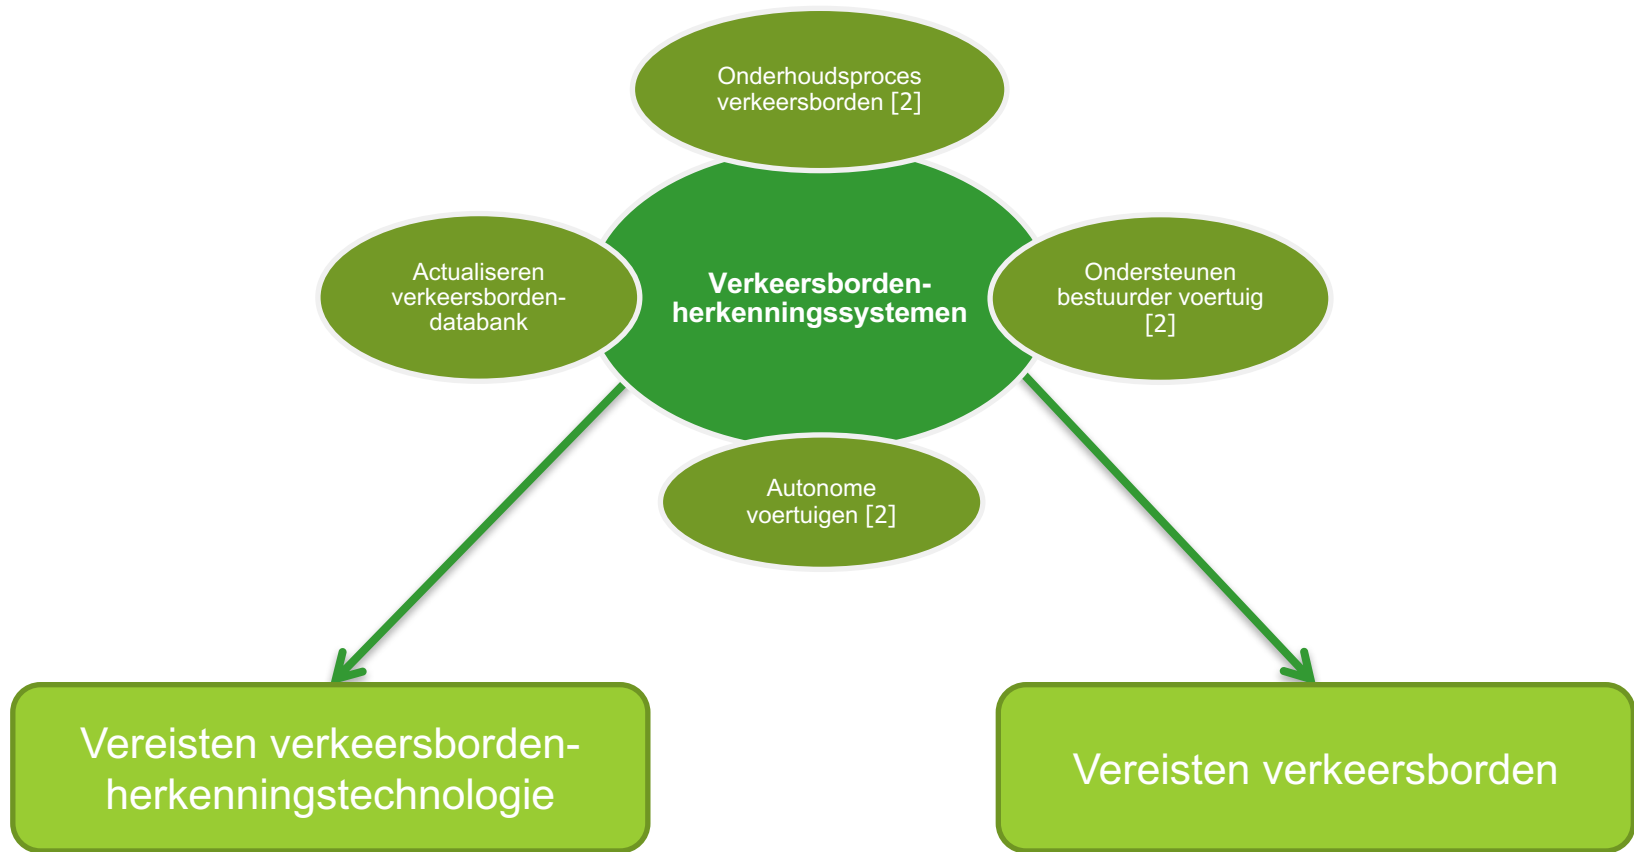 Onderhoudsproces
verkeersborden [2]
Actualiseren
verkeersborden-
databank
Verkeersborden-
herkenningssystemen
Ondersteunen
bestuurder voertuig
[2]
Autonome
voertuigen [2]
Vereisten verkeersborden-
herkenningstechnologie
Vereisten verkeersborden